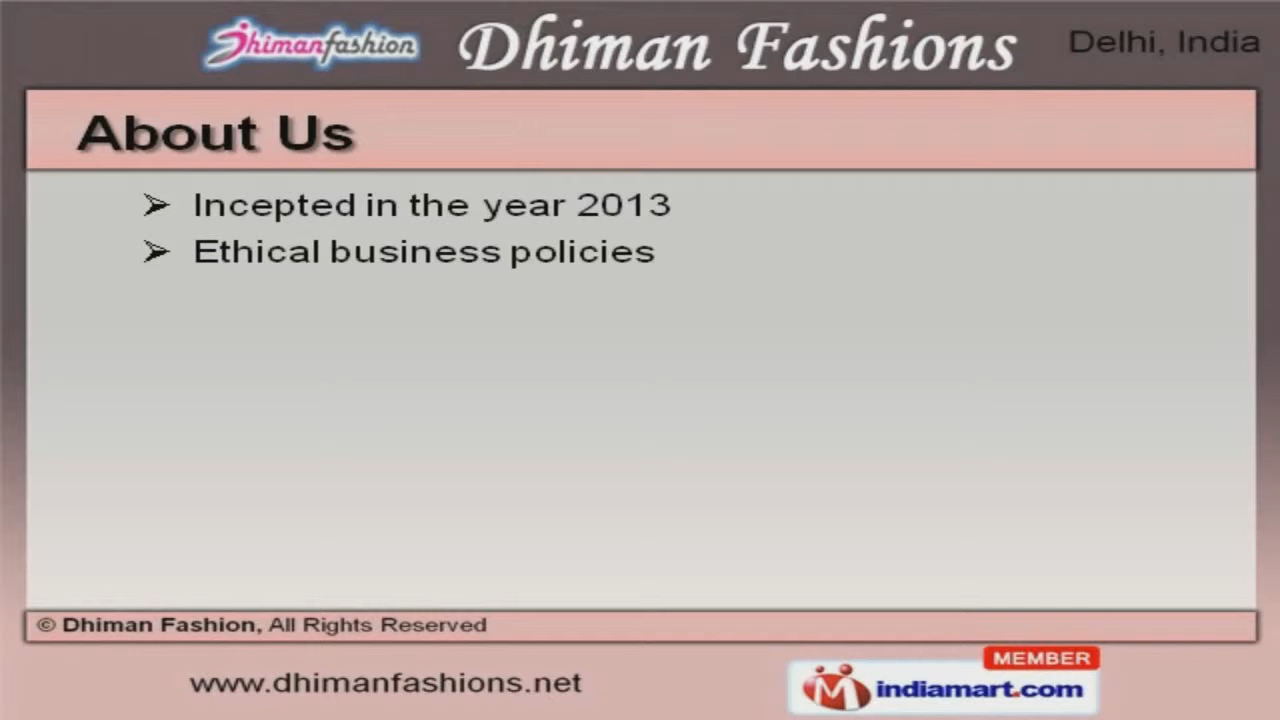 Dhimanfashion
Dhiman Fashions
Delhi, India
About Us
➢ Incepted in the year 2013
➢ Ethical business policies
© Dhiman Fashion, All Rights Reserved
www.dhimanfashions.net
MEMBER
indiamart.com